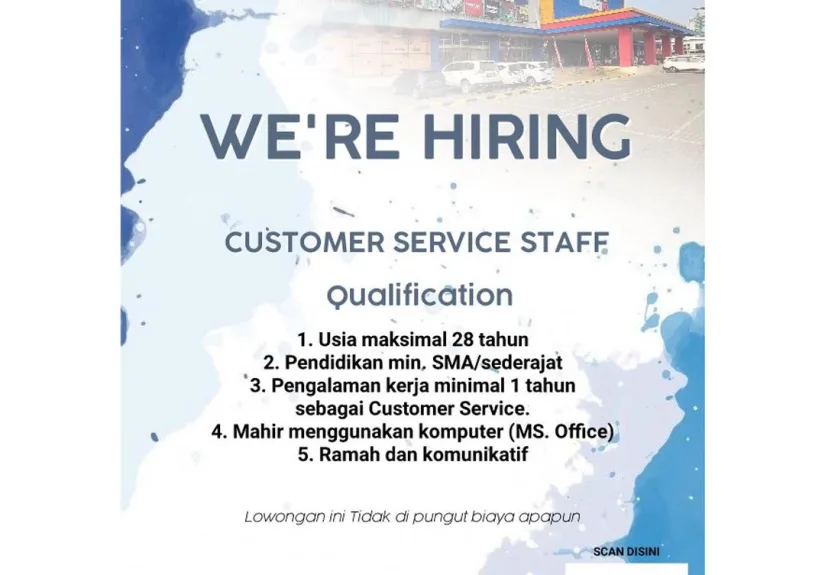 WE'RE HIRING
CUSTOMER SERVICE STAFF
Qualification
1. Usia maksimal 28 tahun
2. Pendidikan min. SMA/sederajat
3. Pengalaman kerja minimal 1 tahun
sebagai Customer Service.
4. Mahir menggunakan komputer (MS. Office)
5. Ramah dan komunikatif
Lowongan ini Tidak di pungut biaya apapun
SCAN DISINI